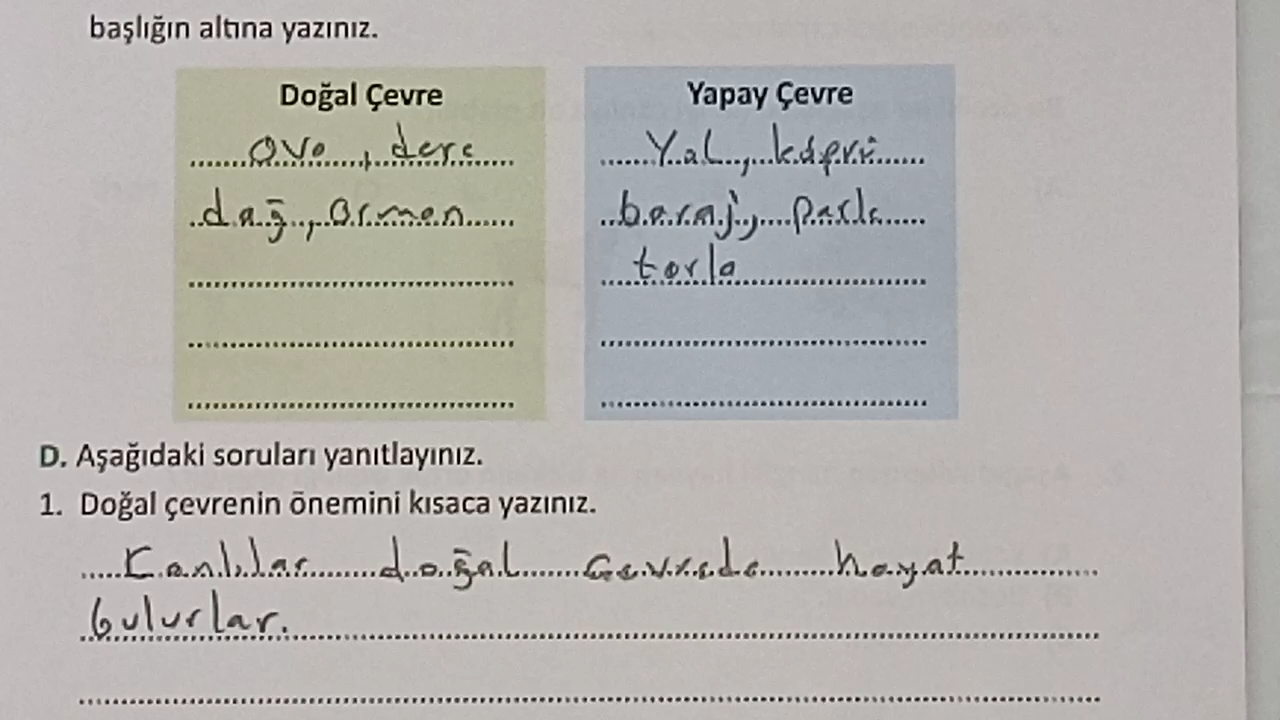 başlığın altına yazınız.
Doğal Çevre
ova, dere
dağ, orman
Yapay Çevre
Yal, köprü
baraj, park
tarla
D. Aşağıdaki soruları yanıtlayınız.
1. Doğal çevrenin önemini kısaca yazınız.
Canlılar doğal çevrede hayat
bulurlar.